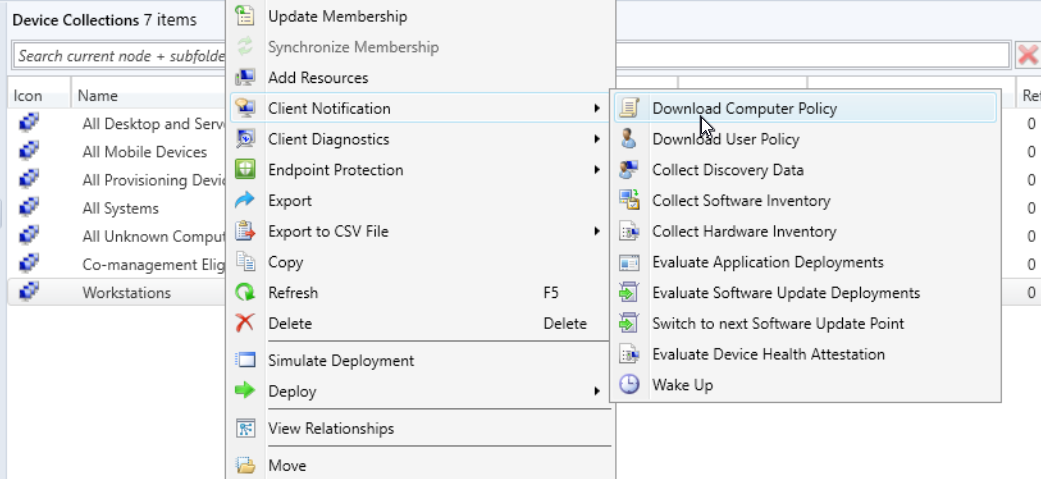 Device Collections 7 items
Search current node + subfolde
Icon Name Ref
All Desktop and Serv 0
All Mobile Devices 0
All Provisioning Devic 0
All Systems 0
All Unknown Comput 0
Co-management Elig 0
Workstations 0
Update Membership
Synchronize Membership
Add Resources
Client Notification
Client Diagnostics
Endpoint Protection
Export
Export to CSV File
Copy
Refresh F5
Delete Delete
Simulate Deployment
Deploy
View Relationships
Move
Download Computer Policy
Download User Policy
Collect Discovery Data
Collect Software Inventory
Collect Hardware Inventory
Evaluate Application Deployments
Evaluate Software Update Deployments
Switch to next Software Update Point
Evaluate Device Health Attestation
Wake Up